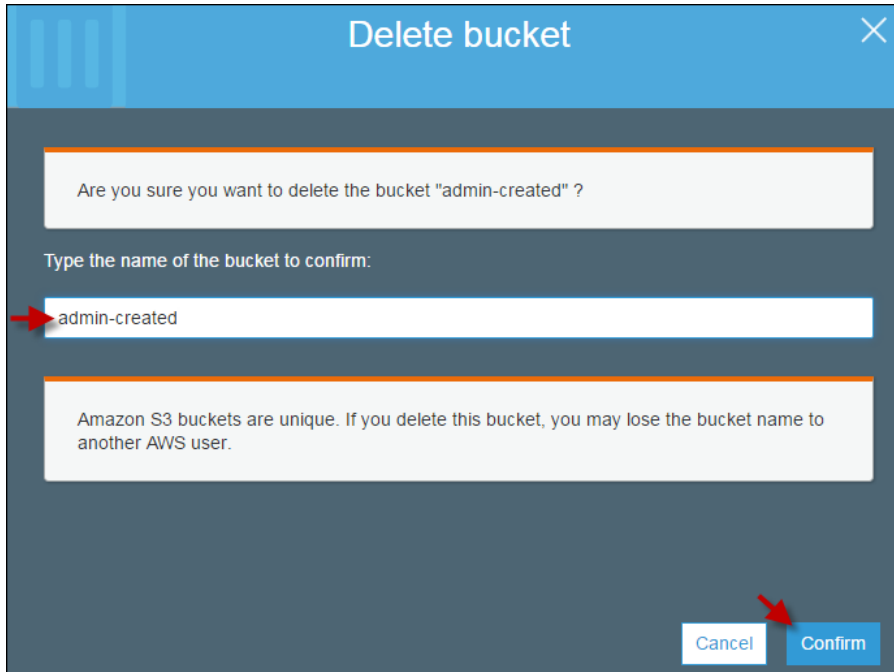 Delete bucket
Are you sure you want to delete the bucket "admin-created" ?
Type the name of the bucket to confirm:
admin-created
Amazon S3 buckets are unique. If you delete this bucket, you may lose the bucket name to
another AWS user.
Cancel
Confirm